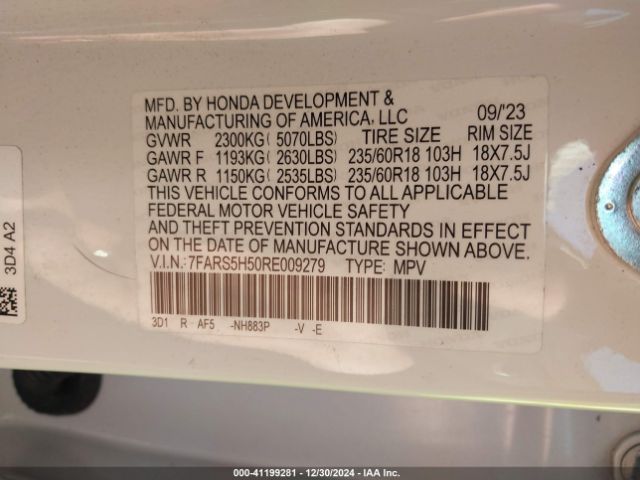 MFD. BY HONDA DEVELOPMENT &
MANUFACTURING OF AMERICA, LLC 09/'23
GVWR 2300KG( 5070LBS) TIRE SIZE RIM SIZE
GAWR F 1193KG( 2630LBS) 235/60R18 103H 18X7.5J
GAWR R 1150KG( 2535LBS) 235/60R18 103H 18X7.5J
THIS VEHICLE CONFORMS TO ALL APPLICABLE
FEDERAL MOTOR VEHICLE SAFETY
AND THEFT PREVENTION STANDARDS IN EFFECT
ON THE DATE OF MANUFACTURE SHOWN ABOVE.
V.I.N.:7FARS5H50RE009279 TYPE: MPV
3D1 R AF5 -NH883P -V -E
3D4 A2
000-41199281 - 12/30/2024 - IAA Inc.